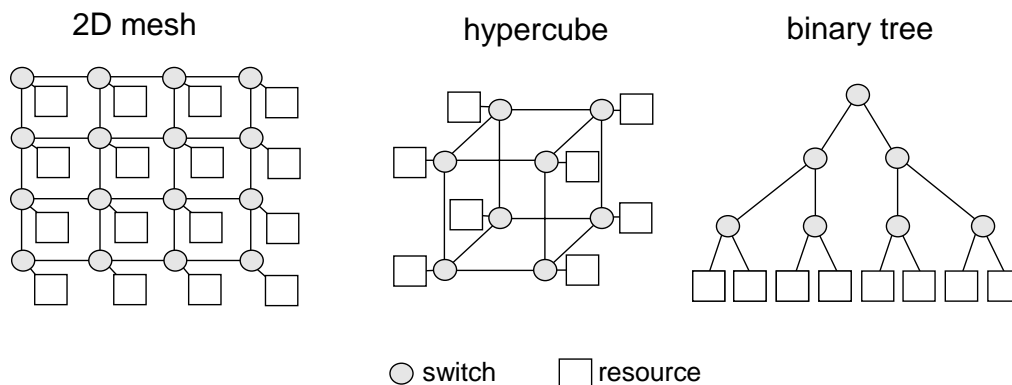 2D mesh
hypercube
binary tree
switch
resource